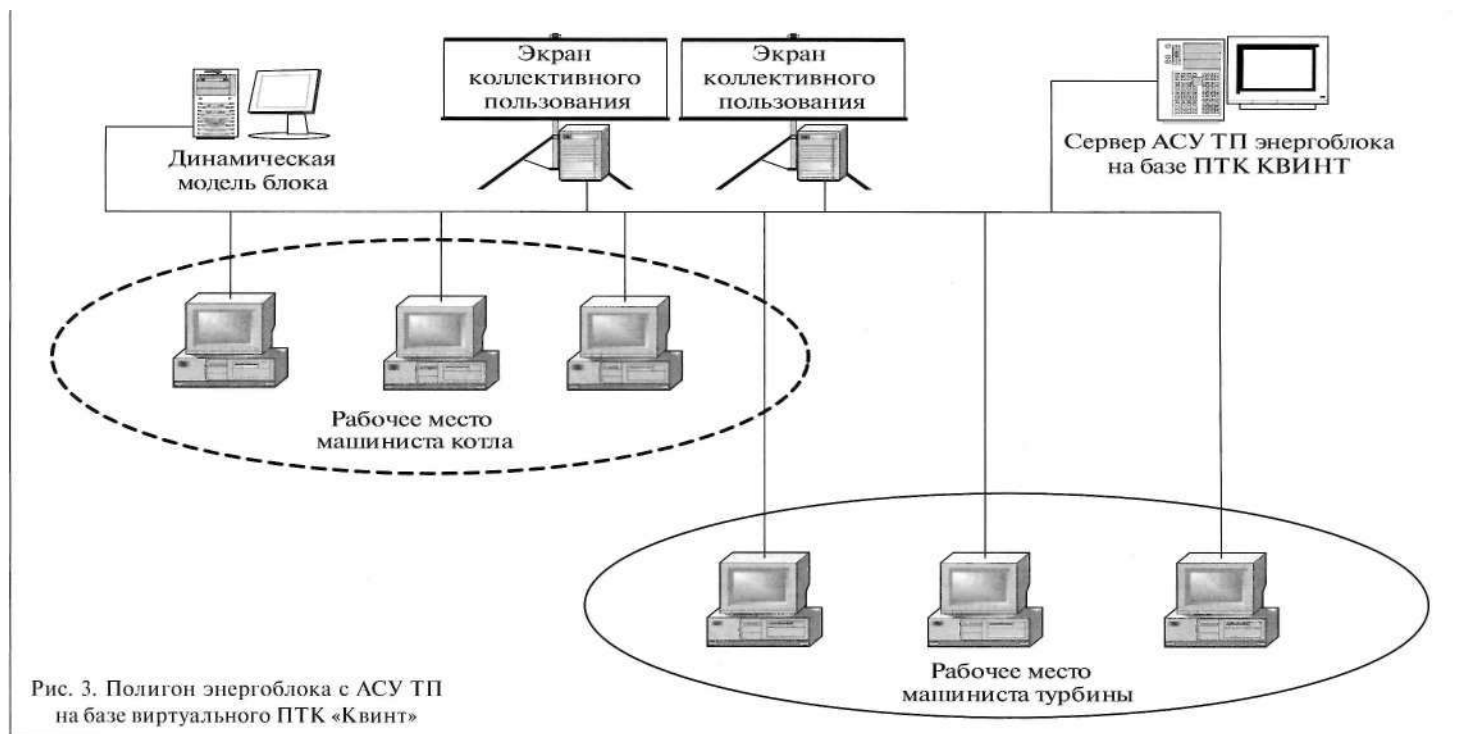 Экран
коллективного
пользования
Экран
коллективного
пользования
Динамическая
модель блока
Сервер АСУ ТП энергоблока
на базе ПТК КВИНТ
Рабочее место
машиниста котла
Рабочее место
машиниста турбины
Рис. 3. Полигон энергоблока с АСУ ТП
на базе виртуального ПТК «Квинт»